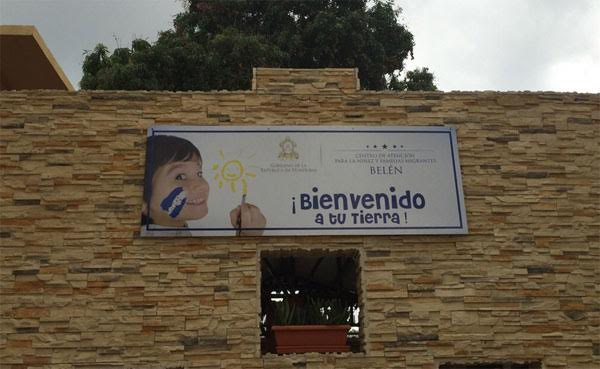 Gobierno de la
República de Honduras
Centro de Atención
para la Niñez y Familias Migrantes
Belén
¡Bienvenido
a tu Tierra!